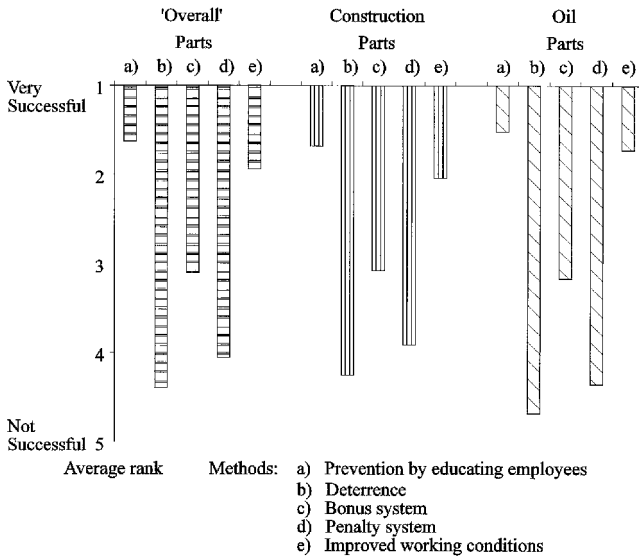 'Overall' Construction Oil
Parts Parts Parts
a) b) c) d) e) a) b) c) d) e) a) b) c) d) e)
Very 1
Successful
2
3
4
Not
Successful 5
Average rank Methods: a) Prevention by educating employees
b) Deterrence
c) Bonus system
d) Penalty system
e) Improved working conditions